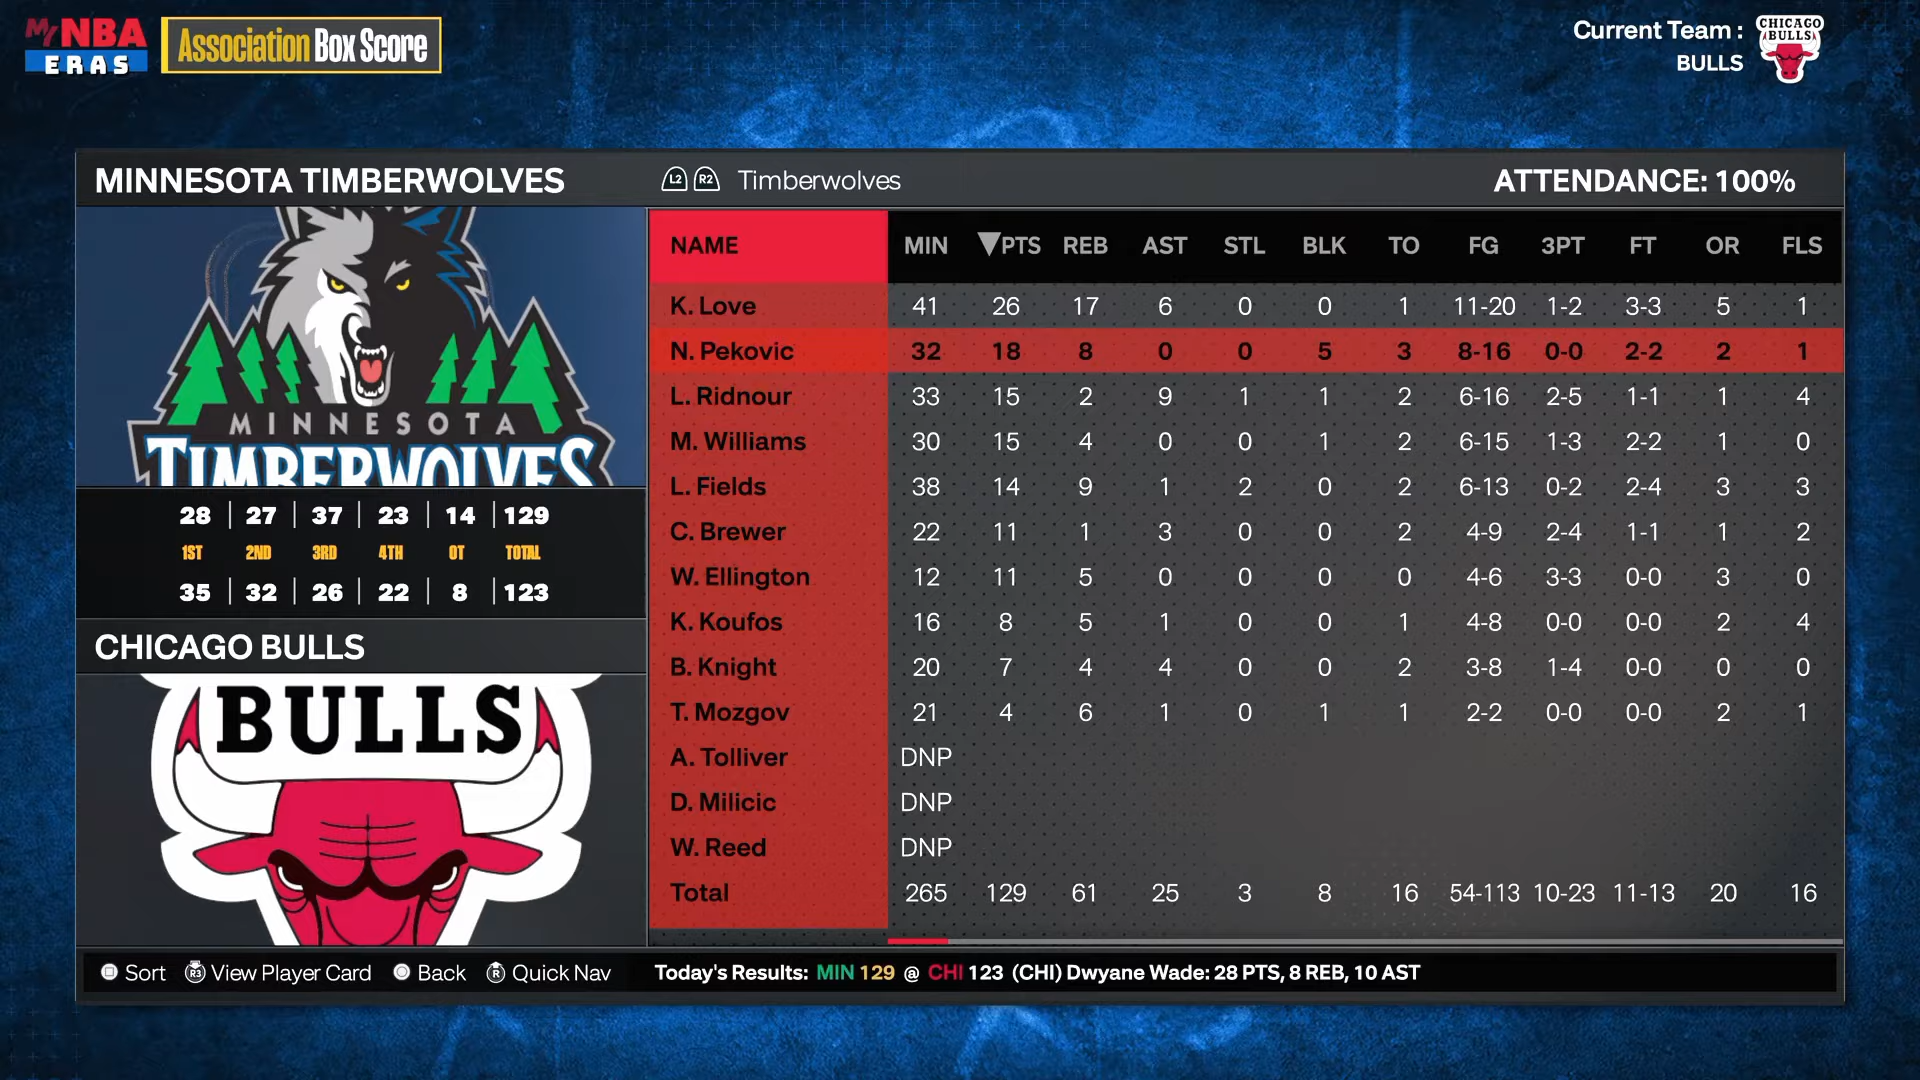 MyNBA ERAS Association Box Score
Current Team :
BULLS
CHICAGO BULLS
MINNESOTA TIMBERWOLVES
L2 R2 Timberwolves
ATTENDANCE: 100%
MINNESOTA
TIMBERWOLVES
28 27 37 23 14 129
1ST 2ND 3RD 4TH OT TOTAL
35 32 26 22 8 123
CHICAGO BULLS
BULLS
NAME MIN PTS REB AST STL BLK TO FG 3PT FT OR FLS
K. Love 41 26 17 6 0 0 1 11-20 1-2 3-3 5 1
N. Pekovic 32 18 8 0 0 5 3 8-16 0-0 2-2 2 1
L. Ridnour 33 15 2 9 1 1 2 6-16 2-5 1-1 1 4
M. Williams 30 15 4 0 0 1 2 6-15 1-3 2-2 1 0
L. Fields 38 14 9 1 2 0 2 6-13 0-2 2-4 3 3
C. Brewer 22 11 1 3 0 0 2 4-9 2-4 1-1 1 2
W. Ellington 12 11 5 0 0 0 0 4-6 3-3 0-0 3 0
K. Koufos 16 8 5 1 0 0 1 4-8 0-0 0-0 2 4
B. Knight 20 7 4 4 0 0 2 3-8 1-4 0-0 0 0
T. Mozgov 21 4 6 1 0 1 1 2-2 0-0 0-0 2 1
A. Tolliver DNP
D. Milicic DNP
W. Reed DNP
Total 265 129 61 25 3 8 16 54-113 10-23 11-13 20 16
Sort R3 View Player Card Back R Quick Nav
Today's Results: MIN 129 @ CHI 123 (CHI) Dwyane Wade: 28 PTS, 8 REB, 10 AST